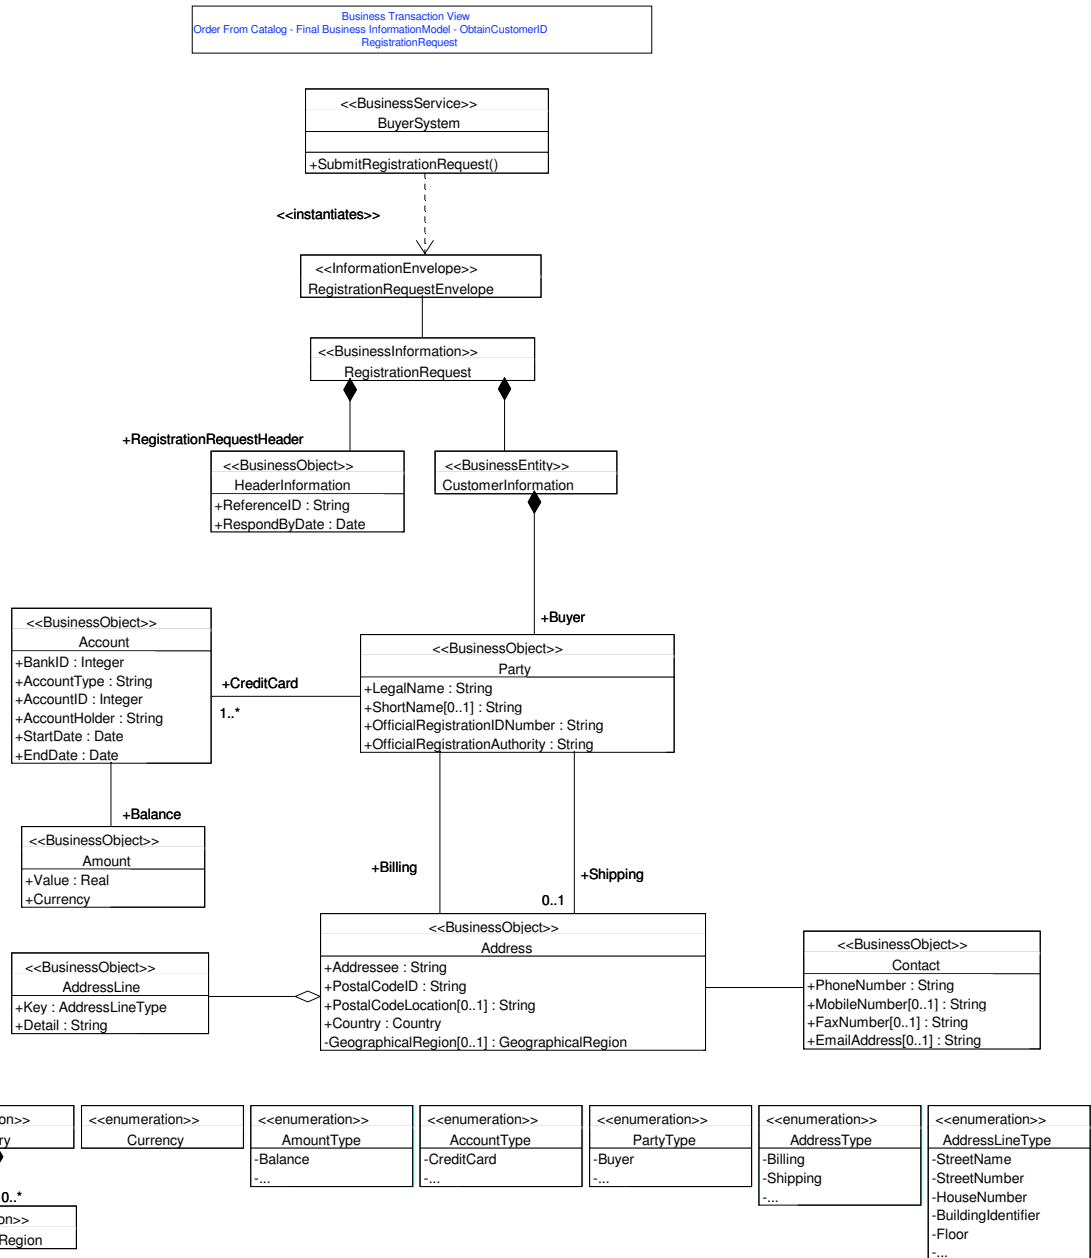 Business Transaction View
Order From Catalog - Final Business InformationModel - ObtainCustomerID
RegistrationRequest
<<BusinessService>>
BuyerSystem
+SubmitRegistrationRequest()
<<instantiates>>
<<InformationEnvelope>>
RegistrationRequestEnvelope
<<BusinessInformation>>
RegistrationRequest
+RegistrationRequestHeader
<<BusinessObject>>
HeaderInformation
+ReferenceID : String
+RespondByDate : Date
<<BusinessEntity>>
CustomerInformation
+Buyer
<<BusinessObject>>
Account
+BankID : Integer
+AccountType : String
+AccountID : Integer
+AccountHolder : String
+StartDate : Date
+EndDate : Date
+CreditCard
1..*
<<BusinessObject>>
Party
+LegalName : String
+ShortName[0..1] : String
+OfficialRegistrationIDNumber : String
+OfficialRegistrationAuthority : String
+Balance
<<BusinessObject>>
Amount
+Value : Real
+Currency
+Billing
+Shipping
0..1
<<BusinessObject>>
AddressLine
+Key : AddressLineType
+Detail : String
<<BusinessObject>>
Address
+Addressee : String
+PostalCodeID : String
+PostalCodeLocation[0..1] : String
+Country : Country
-GeographicalRegion[0..1] : GeographicalRegion
<<BusinessObject>>
Contact
+PhoneNumber : String
+MobileNumber[0..1] : String
+FaxNumber[0..1] : String
+EmailAddress[0..1] : String
on>>
ry
0..*
on>>
Region
<<enumeration>>
Currency
<<enumeration>>
AmountType
-Balance
-...
<<enumeration>>
AccountType
-CreditCard
-...
<<enumeration>>
PartyType
-Buyer
-...
<<enumeration>>
AddressType
-Billing
-Shipping
-...
<<enumeration>>
AddressLineType
-StreetName
-StreetNumber
-HouseNumber
-BuildingIdentifier
-Floor
-...